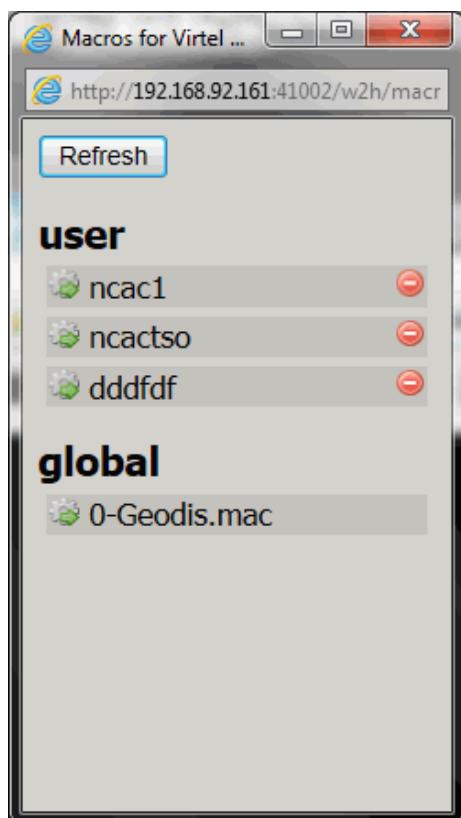 Macros for Virtel ...
http://192.168.92.161:41002/w2h/macr
Refresh
user
ncac1
ncactso
dddfdf
global
0-Geodis.mac